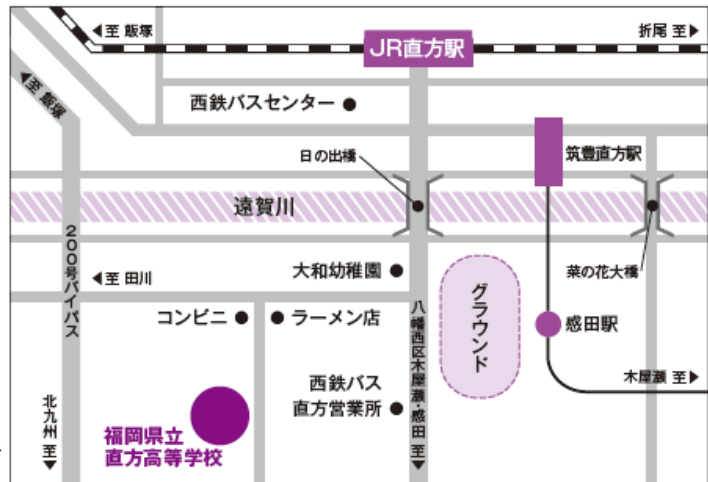 ◀至 飯塚
JR直方駅
折尾 至▶
◀至 飯塚
西鉄バスセンター
日の出橋
筑豊直方駅
遠賀川
200号バイパス
◀至 田川
大和幼稚園
グラウンド
菜の花大橋
コンビニ
ラーメン店
感田駅
八幡西区木屋瀬・感田 至▶
西鉄バス
直方営業所
木屋瀬 至▶
北九州 至▶
福岡県立
直方高等学校